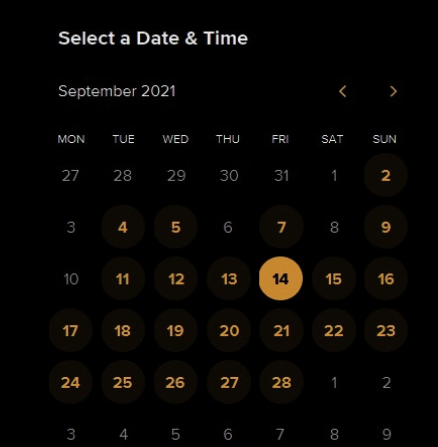 Select a Date & Time
September 2021
MON TUE WED THU FRI SAT SUN
27 28 29 30 31 1 2
3 4 5 6 7 8 9
10 11 12 13 14 15 16
17 18 19 20 21 22 23
24 25 26 27 28 1 2
3 4 5 6 7 8 9